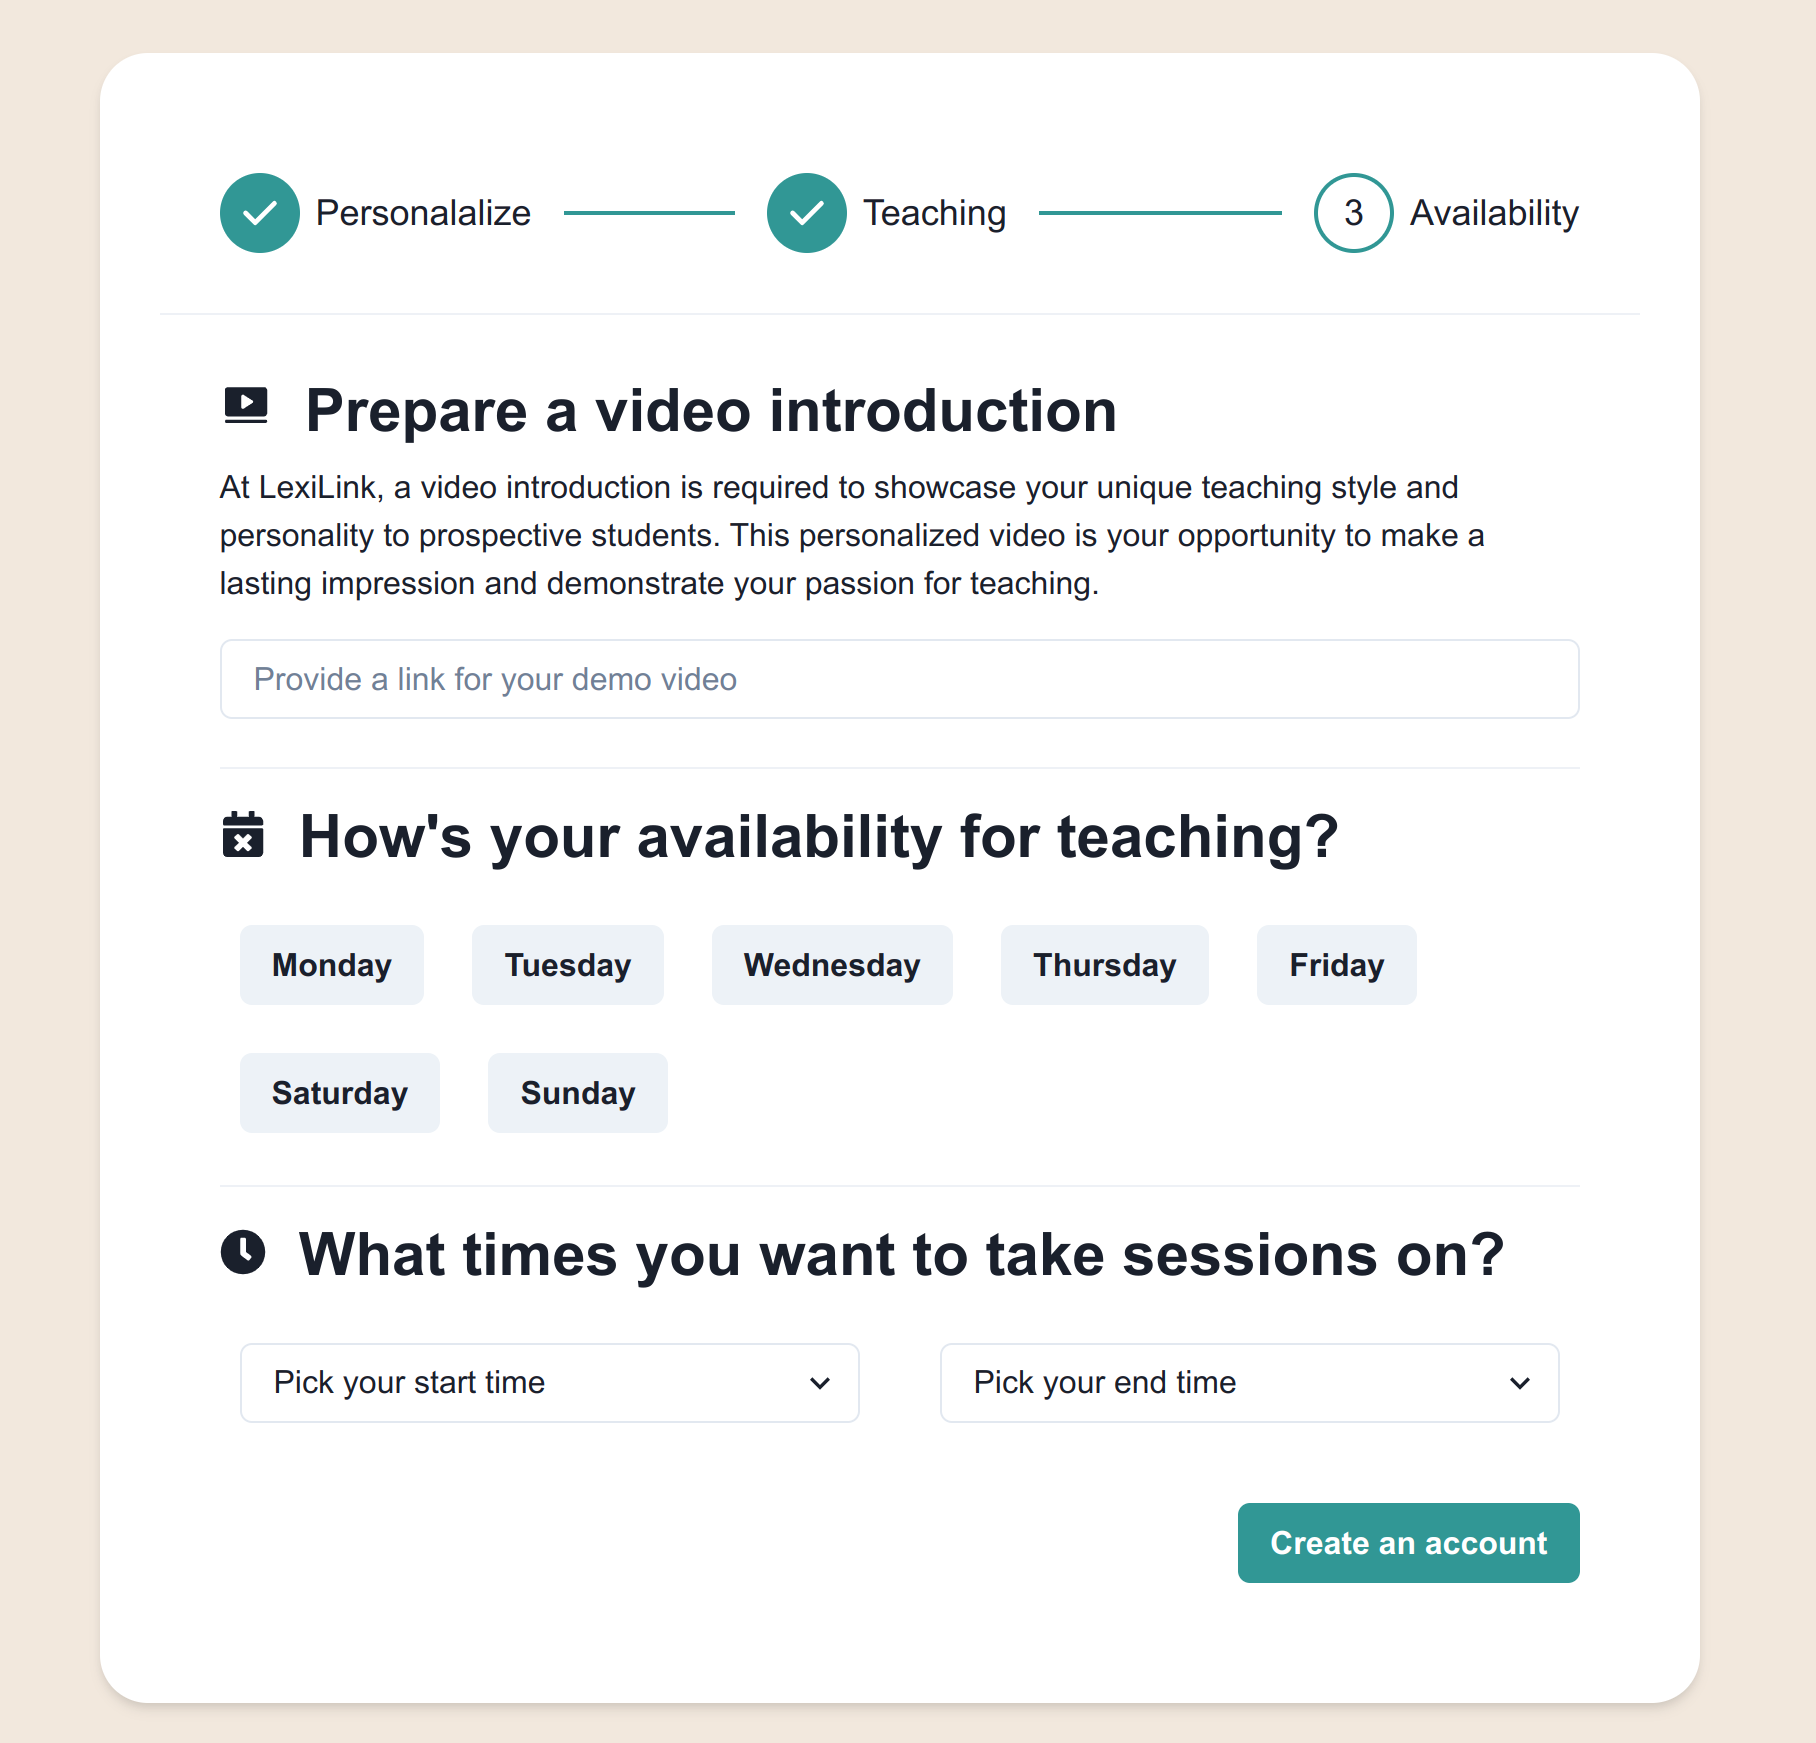 Personalalize Teaching 3 Availability
Prepare a video introduction
At LexiLink, a video introduction is required to showcase your unique teaching style and
personality to prospective students. This personalized video is your opportunity to make a
lasting impression and demonstrate your passion for teaching.
Provide a link for your demo video
How's your availability for teaching?
Monday Tuesday Wednesday Thursday Friday
Saturday Sunday
What times you want to take sessions on?
Pick your start time Pick your end time
Create an account